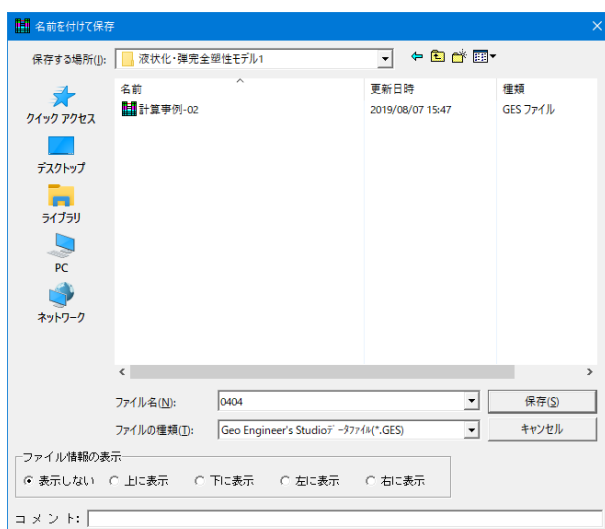 名前を付けて保存
保存する場所(I): 液状化・弾完全塑性モデル1
名前 更新日時 種類
計算事例-02 2019/08/07 15:47 GES ファイル
クイック アクセス
デスクトップ
ライブラリ
PC
ネットワーク
ファイル名(N): 0404 保存(S)
ファイルの種類(T): Geo Engineer's Studioデータファイル(*.GES) キャンセル
ファイル情報の表示
表示しない 上に表示 下に表示 左に表示 右に表示
コメント: